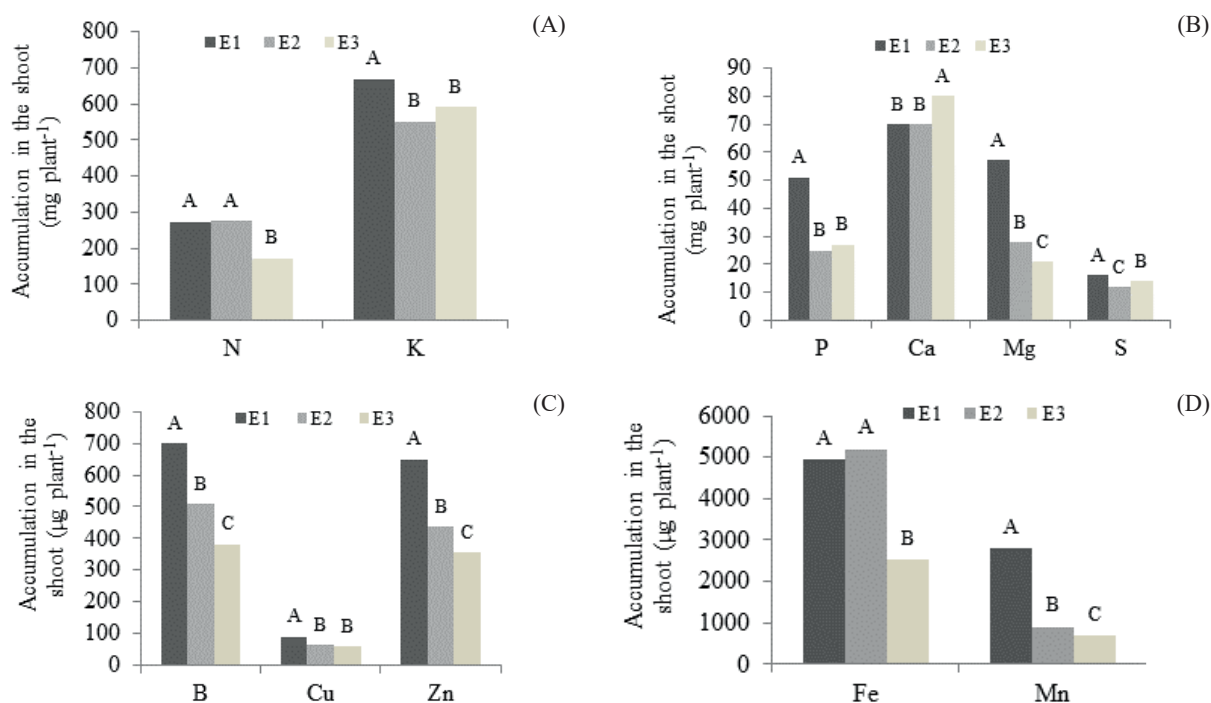 (A)
E1 E2 E3
Accumulation in the shoot
(mg plant-1)
800
700
600
500
400
300
200
100
0
A A B
A B B
N K
(B)
E1 E2 E3
Accumulation in the shoot
(mg plant-1)
90
80
70
60
50
40
30
20
10
0
A B B
B B A
A B C
A C B
P Ca Mg S
(C)
E1 E2 E3
Accumulation in the
shoot (µg plant-1)
800
700
600
500
400
300
200
100
0
A B C
A B B
A B C
B Cu Zn
(D)
E1 E2 E3
Accumulation in the
shoot (µg plant-1)
6000
5000
4000
3000
2000
1000
0
A A B
A B C
Fe Mn